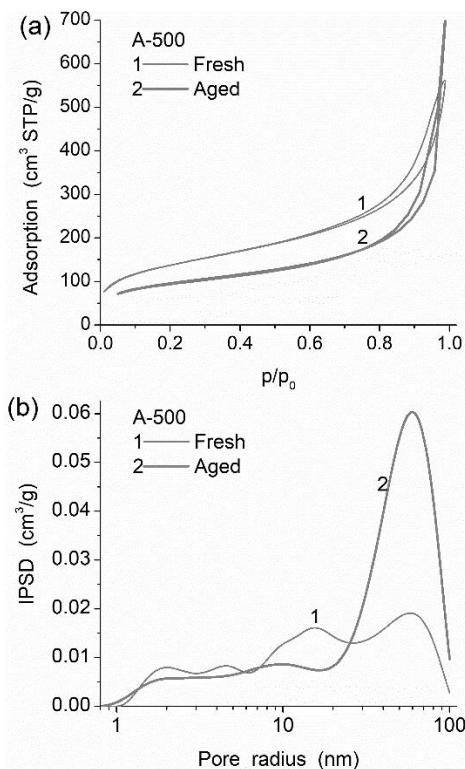 (a)
A-500
1 Fresh
2 Aged
Adsorption (cm³ STP/g)
700
600
500
400
300
200
100
0
1
2
0.0 0.2 0.4 0.6 0.8 1.0
p/p₀
(b)
A-500
1 Fresh
2 Aged
IPSD (cm³/g)
0.06
0.05
0.04
0.03
0.02
0.01
0.00
2
1
1 10 100
Pore radius (nm)